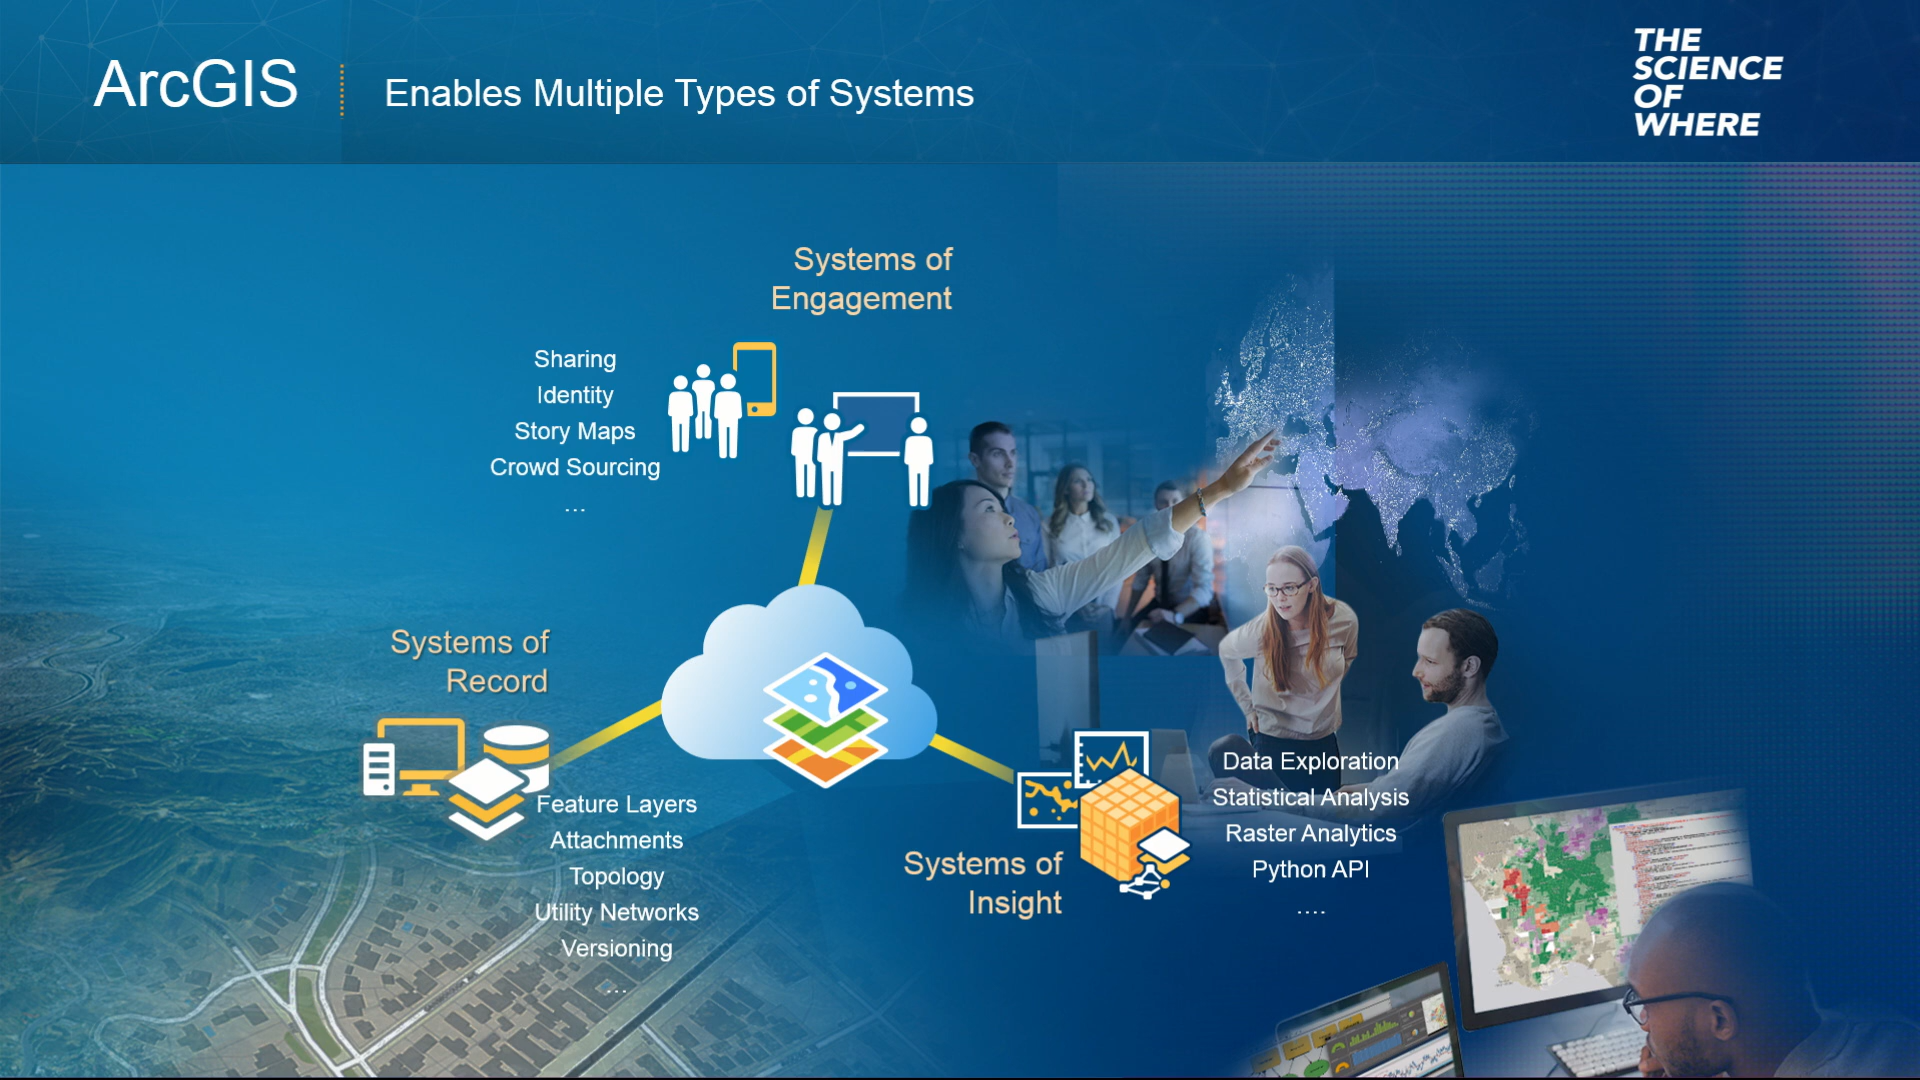 ArcGIS
Enables Multiple Types of Systems
THE
SCIENCE
OF
WHERE
Systems of
Engagement
Sharing
Identity
Story Maps
Crowd Sourcing
...
Systems of
Record
Feature Layers
Attachments
Topology
Utility Networks
Versioning
...
Systems of
Insight
Data Exploration
Statistical Analysis
Raster Analytics
Python API
....